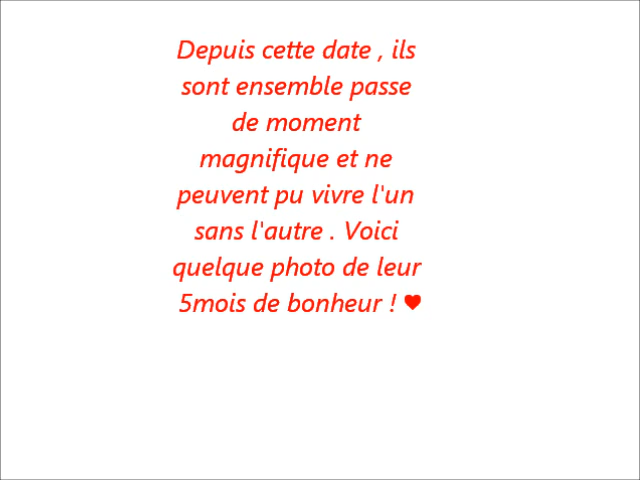 Depuis cette date , ils
sont ensemble passe
de moment
magnifique et ne
peuvent pu vivre l'un
sans l'autre . Voici
quelque photo de leur
5mois de bonheur ! ♥